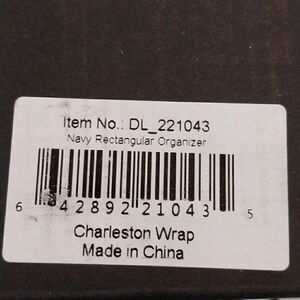 Item No.: DL_221043
Navy Rectangular Organizer
6 42892 21043 5
Charleston Wrap
Made in China